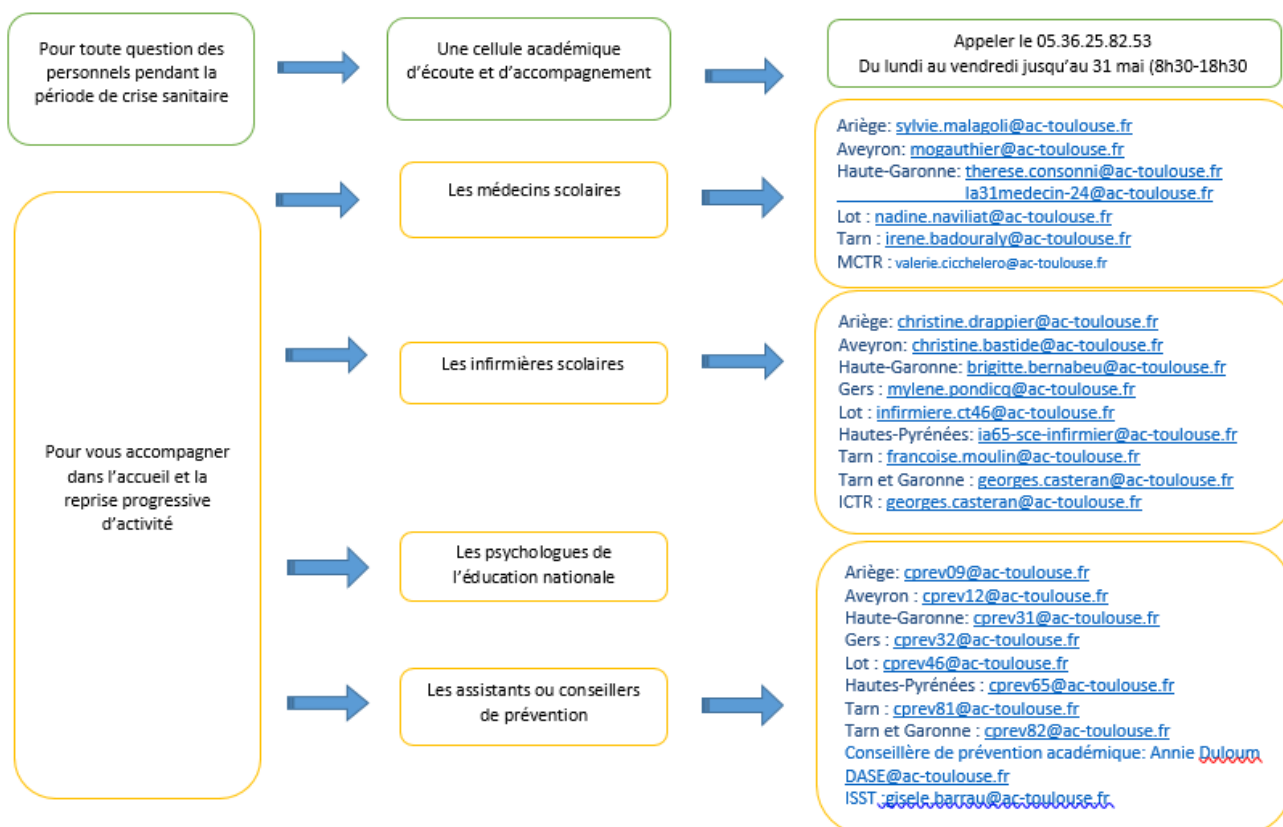 Pour toute question des
personnels pendant la
période de crise sanitaire
Une cellule académique
d'écoute et d'accompagnement
Appeler le 05.36.25.82.53
Du lundi au vendredi jusqu'au 31 mai (8h30-18h30
Pour vous accompagner
dans l'accueil et la
reprise progressive
d'activité
Les médecins scolaires
Ariège: sylvie.malagoli@ac-toulouse.fr
Aveyron: mogauthier@ac-toulouse.fr
Haute-Garonne: therese.consonni@ac-toulouse.fr
Ia31medecin-24@ac-toulouse.fr
Lot : nadine.naviliat@ac-toulouse.fr
Tarn : irene.badouraly@ac-toulouse.fr
MCTR : valerie.cicchelero@ac-toulouse.fr
Les infirmières scolaires
Ariège: christine.drappier@ac-toulouse.fr
Aveyron: christine.bastide@ac-toulouse.fr
Haute-Garonne: brigitte.bernabeu@ac-toulouse.fr
Gers : mylene.pondicq@ac-toulouse.fr
Lot : infirmiere.ct46@ac-toulouse.fr
Hautes-Pyrénées: ia65-sce-infirmier@ac-toulouse.fr
Tarn : francoise.moulin@ac-toulouse.fr
Tarn et Garonne : georges.casteran@ac-toulouse.fr
ICTR : georges.casteran@ac-toulouse.fr
Les psychologues de
l'éducation nationale
Les assistants ou conseillers
de prévention
Ariège: cprev09@ac-toulouse.fr
Aveyron : cprev12@ac-toulouse.fr
Haute-Garonne: cprev31@ac-toulouse.fr
Gers : cprev32@ac-toulouse.fr
Lot : cprev46@ac-toulouse.fr
Hautes-Pyrénées : cprev65@ac-toulouse.fr
Tarn : cprev81@ac-toulouse.fr
Tarn et Garonne : cprev82@ac-toulouse.fr
Conseillère de prévention académique: Annie Duloum
DASE@ac-toulouse.fr
ISST :gisele.barrau@ac-toulouse.fr